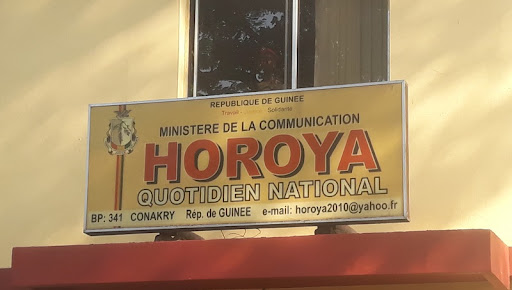 REPUBLIQUE DE GUINEE
Travail - Justice - Solidarité
MINISTERE DE LA COMMUNICATION
HOROYA
QUOTIDIEN NATIONAL
BP: 341 CONAKRY Rép. de GUINEE e-mail: horoya2010@yahoo.fr